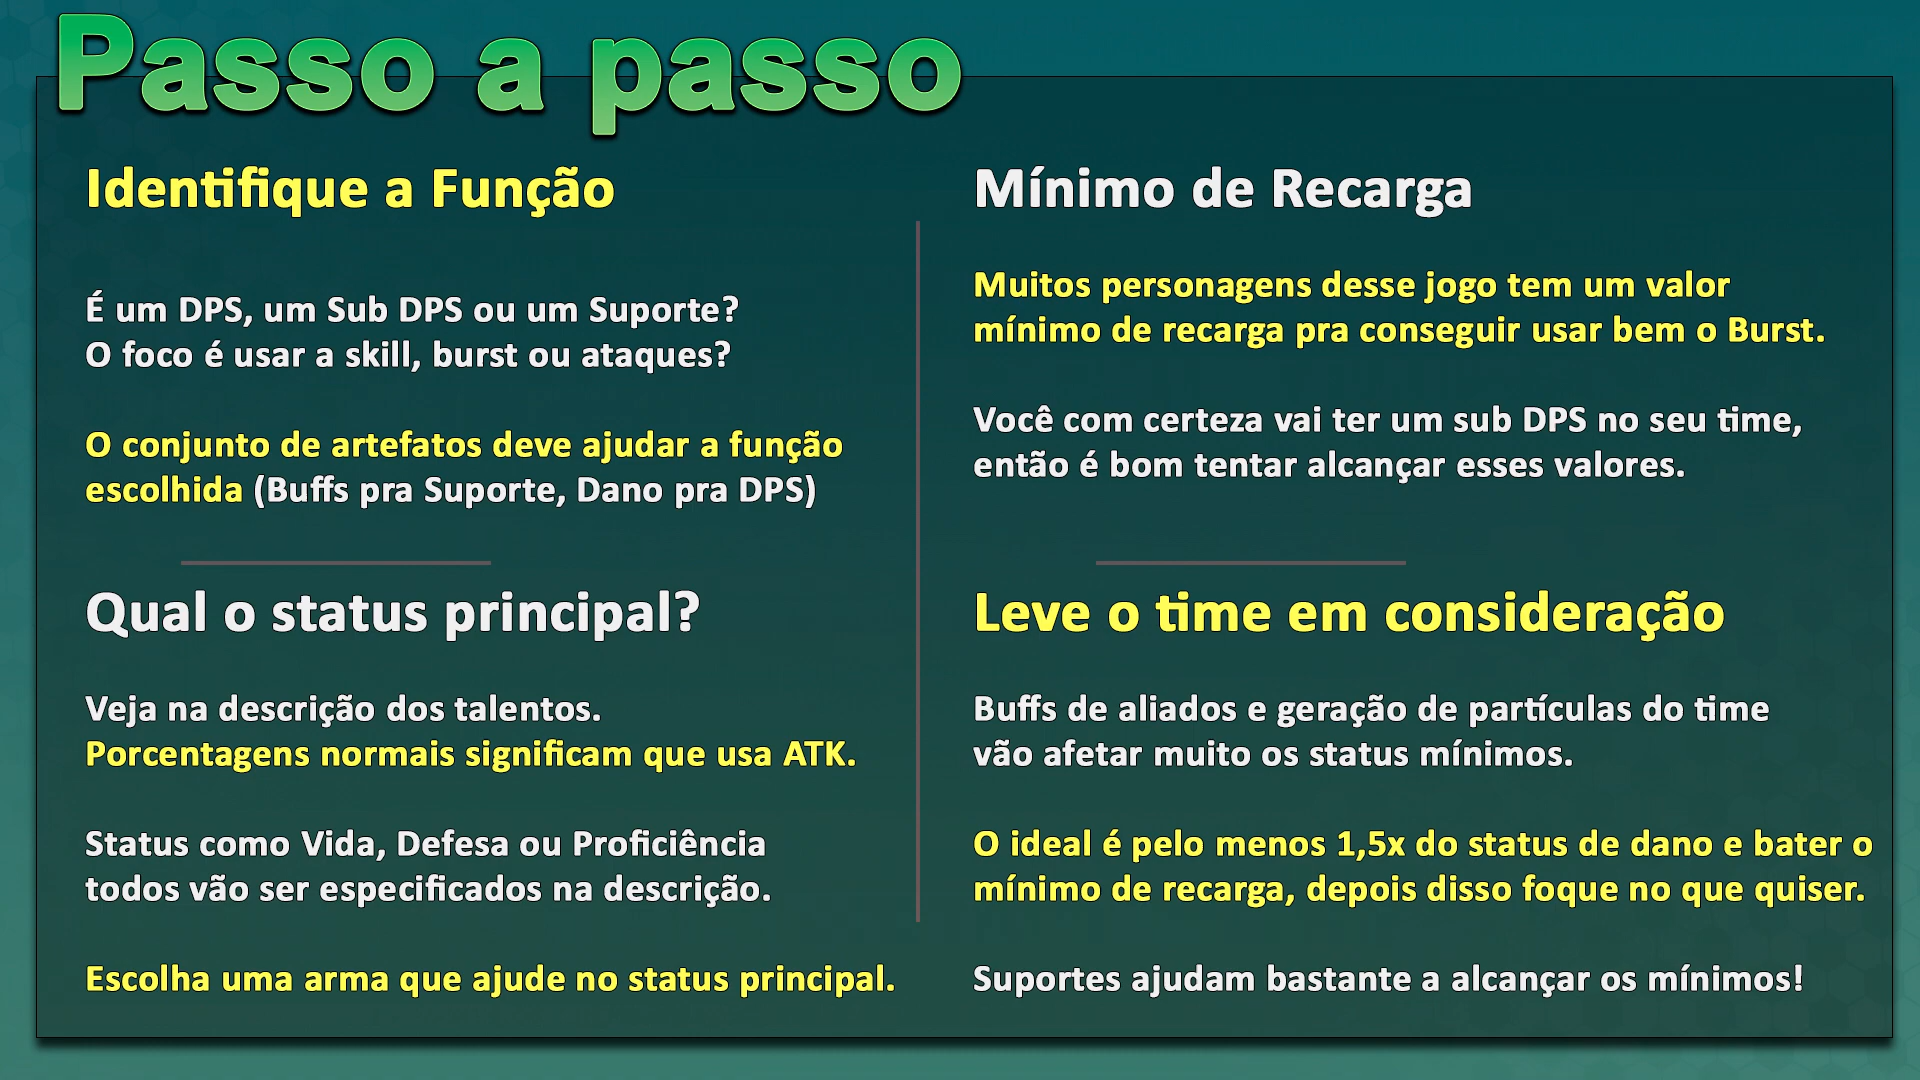 Passo a passo
Identifique a Função
É um DPS, um Sub DPS ou um Suporte?
O foco é usar a skill, burst ou ataques?
O conjunto de artefatos deve ajudar a função
escolhida (Buffs pra Suporte, Dano pra DPS)
Qual o status principal?
Veja na descrição dos talentos.
Porcentagens normais significam que usa ATK.
Status como Vida, Defesa ou Proficiência
todos vão ser especificados na descrição.
Escolha uma arma que ajude no status principal.
Mínimo de Recarga
Muitos personagens desse jogo tem um valor
mínimo de recarga pra conseguir usar bem o Burst.
Você com certeza vai ter um sub DPS no seu time,
então é bom tentar alcançar esses valores.
Leve o time em consideração
Buffs de aliados e geração de partículas do time
vão afetar muito os status mínimos.
O ideal é pelo menos 1,5x do status de dano e bater o
mínimo de recarga, depois disso foque no que quiser.
Suportes ajudam bastante a alcançar os mínimos!